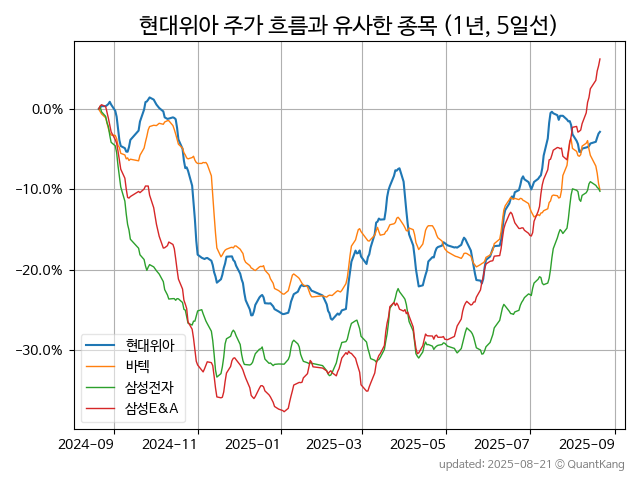 현대위아 주가 흐름과 유사한 종목 (1년, 5일선)
0.0%
−10.0%
−20.0%
−30.0%
현대위아
바텍
삼성전자
삼성E&A
2024-09 2024-11 2025-01 2025-03 2025-05 2025-07 2025-09
updated: 2025-08-21 © QuantKang